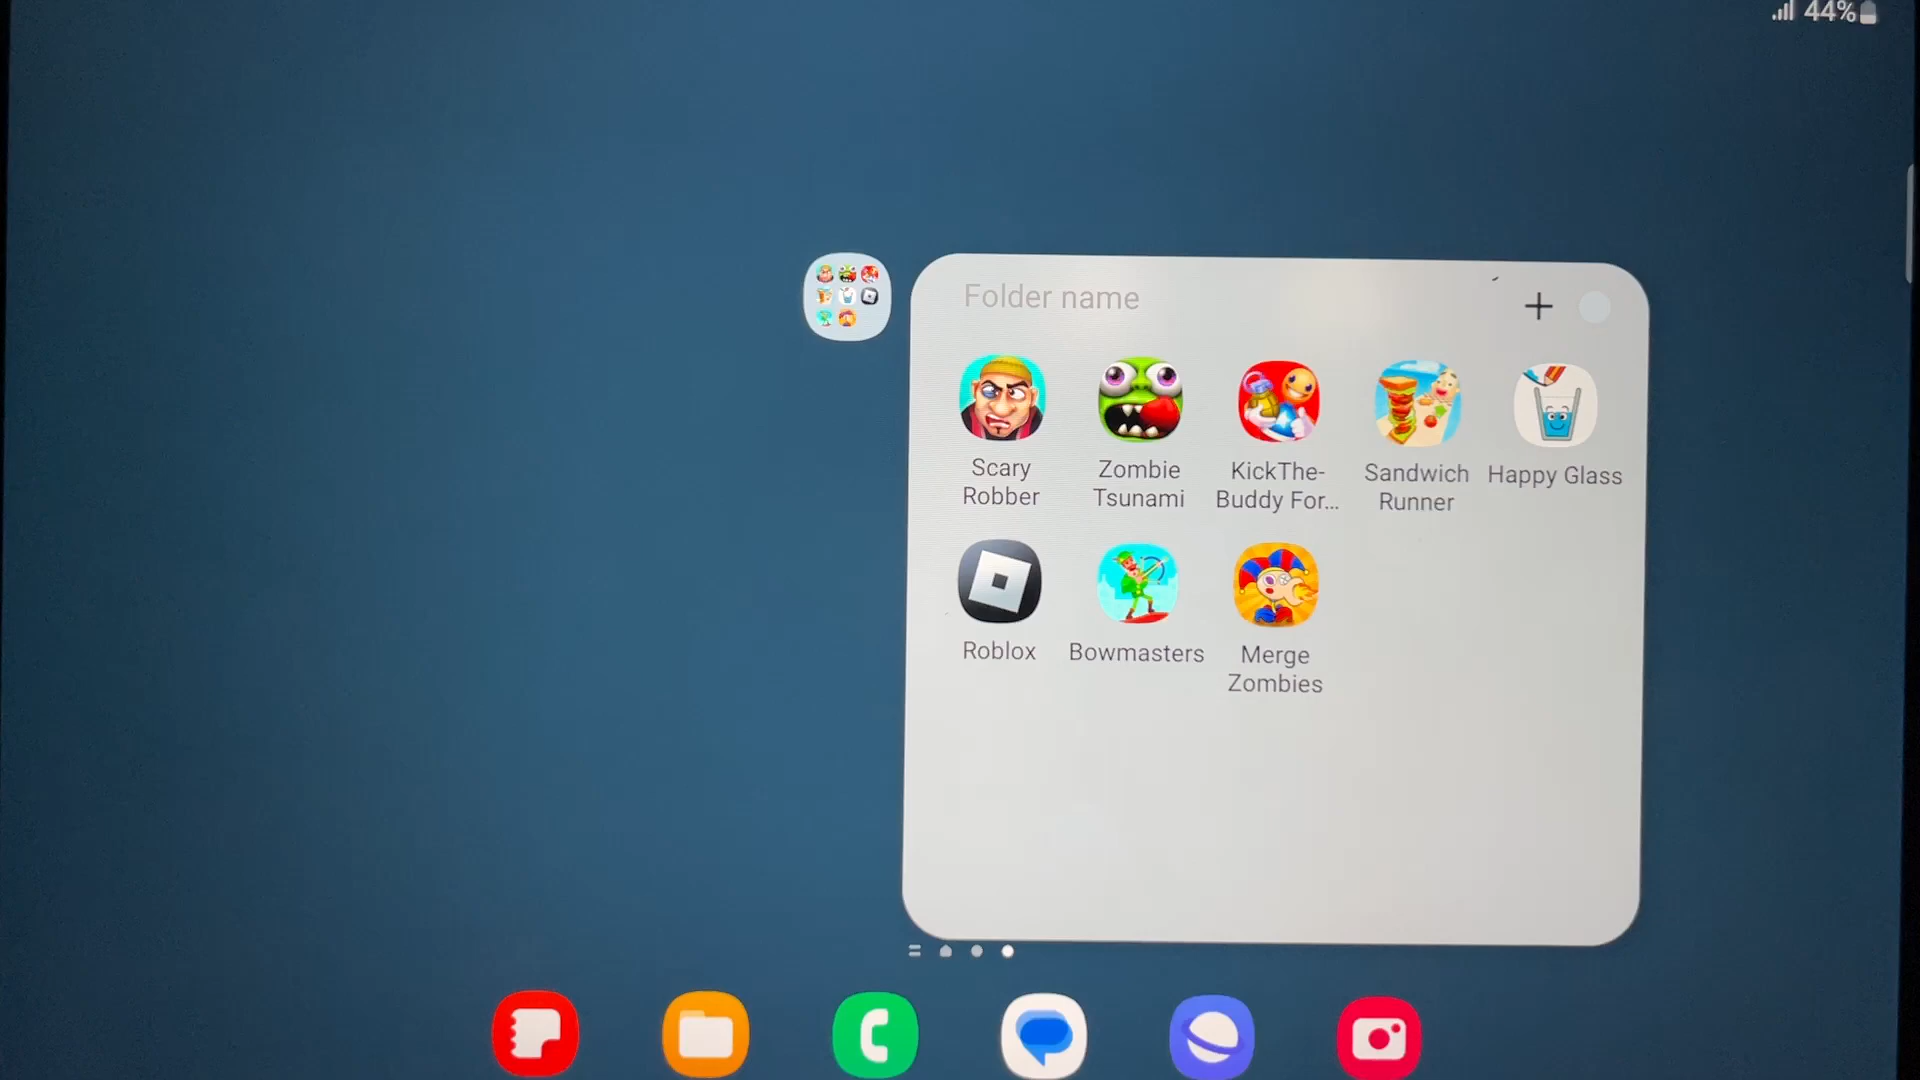 44%
Folder name
Scary
Robber
Zombie
Tsunami
KickThe-
Buddy For...
Sandwich
Runner
Happy Glass
Roblox
Bowmasters
Merge
Zombies